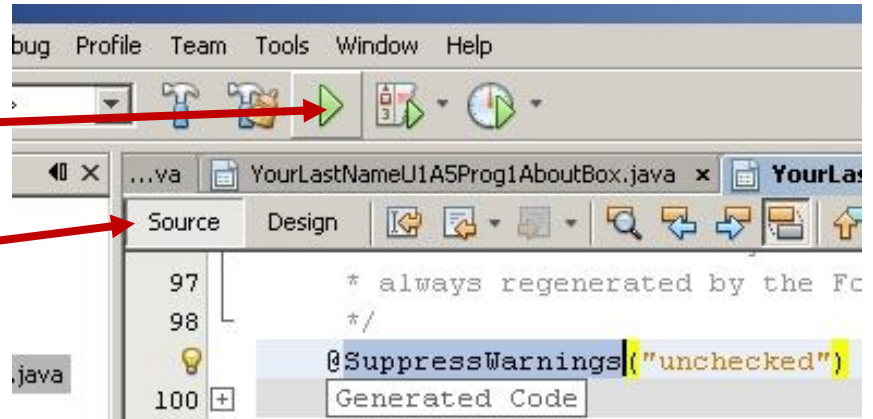 bug Profile Team Tools Window Help
...va YourLastNameU1A5Prog1AboutBox.java x YourLas
Source Design
97 * always regenerated by the Fo
98 */
.java @SuppressWarnings("unchecked")
100 Generated Code